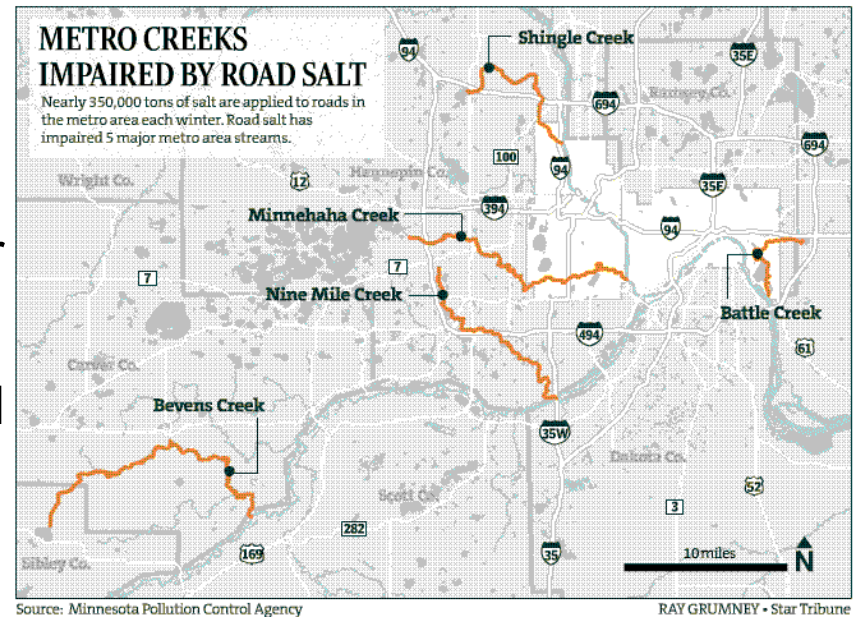 METRO CREEKS
IMPAIRED BY ROAD SALT
Nearly 350,000 tons of salt are applied to roads in
the metro area each winter. Road salt has
impaired 5 major metro area streams.
94
Shingle Creek
35E
694
Ramsey Co.
100
94
694
Wright Co.
12
Hennepin Co.
35E
394
Minnehaha Creek
94
7
7
Nine Mile Creek
Battle Creek
494
61
Carver Co.
Bevens Creek
35W
Dakota Co.
52
Scott Co.
3
282
169
35
10 miles
N
Sibley Co.
Source: Minnesota Pollution Control Agency
RAY GRUMNEY • Star Tribune